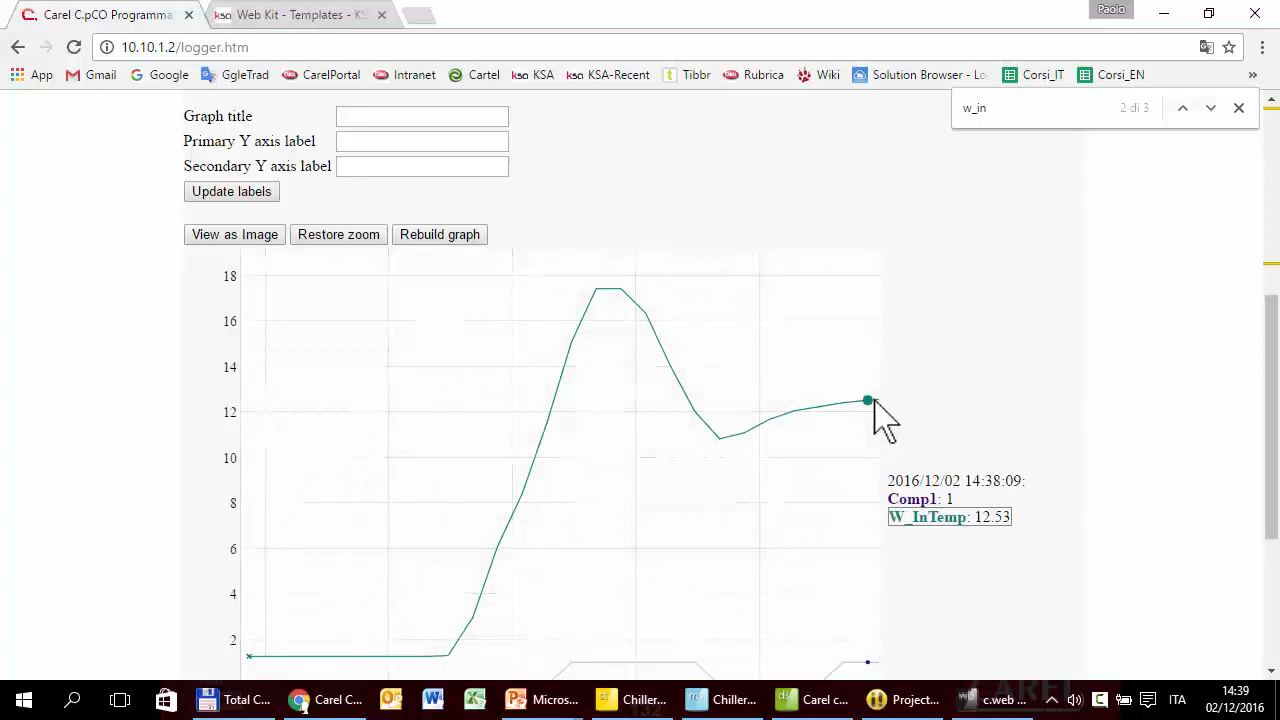 Carel C.pCO Programma
Web Kit - Templates - KS
Paolo
10.10.1.2/logger.htm
App
Gmail
Google
GgleTrad
CarelPortal
Intranet
Cartel
KSA
KSA-Recent
Tibbr
Rubrica
Wiki
Solution Browser - Lo
Corsi_IT
Corsi_EN
w_in
2 di 3
Graph title
Primary Y axis label
Secondary Y axis label
Update labels
View as Image
Restore zoom
Rebuild graph
18
16
14
12
10
8
6
4
2
2016/12/02 14:38:09:
Comp1: 1
W_InTemp: 12.53
Total C...
Carel C...
Micros...
Chiller...
Chiller...
Carel c...
Project...
c.web ...
ITA
14:39
02/12/2016